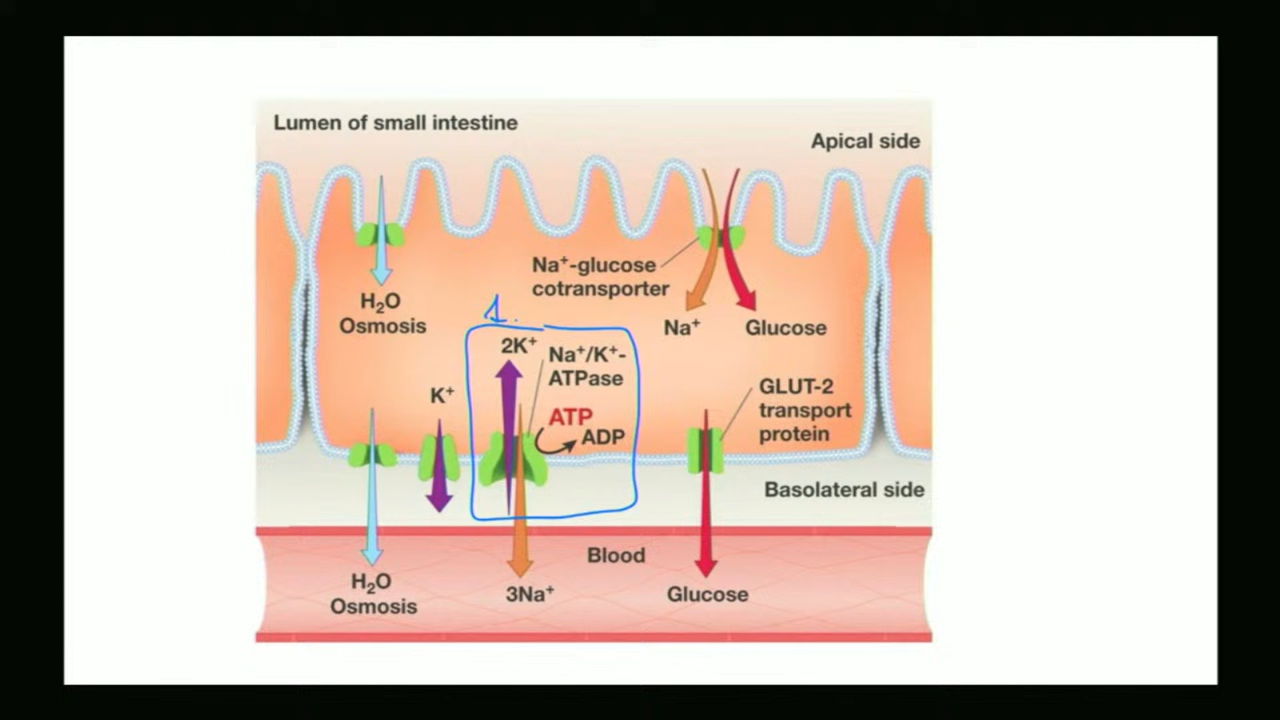 Lumen of small intestine
Apical side
Na⁺-glucose
cotransporter
H₂O
Osmosis
Na⁺
Glucose
1.
2K⁺
Na⁺/K⁺-
ATPase
K⁺
ATP
ADP
GLUT-2
transport
protein
Basolateral side
Blood
H₂O
Osmosis
3Na⁺
Glucose